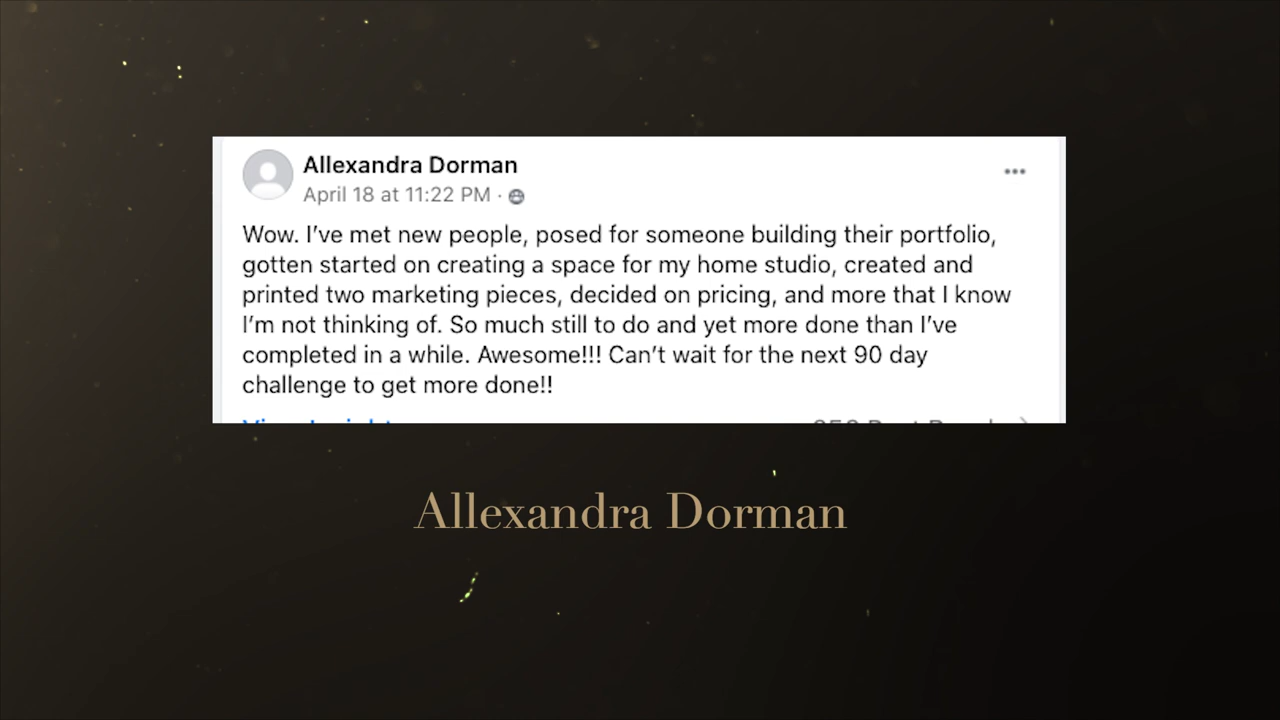 Allexandra Dorman
April 18 at 11:22 PM ·
Wow. I've met new people, posed for someone building their portfolio,
gotten started on creating a space for my home studio, created and
printed two marketing pieces, decided on pricing, and more that I know
I'm not thinking of. So much still to do and yet more done than I've
completed in a while. Awesome!!! Can't wait for the next 90 day
challenge to get more done!!
Allexandra Dorman